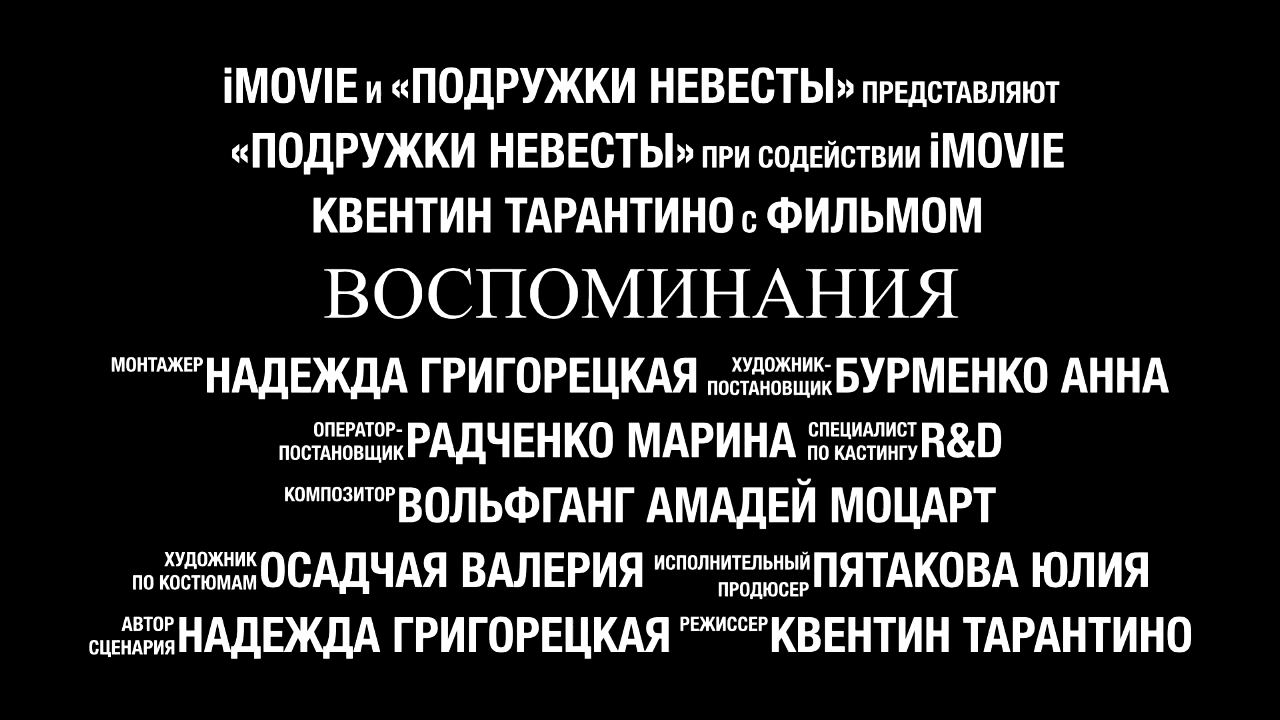 iMOVIE И «ПОДРУЖКИ НЕВЕСТЫ» ПРЕДСТАВЛЯЮТ
«ПОДРУЖКИ НЕВЕСТЫ» ПРИ СОДЕЙСТВИИ iMOVIE
КВЕНТИН ТАРАНТИНО С ФИЛЬМОМ
ВОСПОМИНАНИЯ
МОНТАЖЕР НАДЕЖДА ГРИГОРЕЦКАЯ ХУДОЖНИК-ПОСТАНОВЩИК БУРМЕНКО АННА
ОПЕРАТОР-ПОСТАНОВЩИК РАДЧЕНКО МАРИНА СПЕЦИАЛИСТ ПО КАСТИНГУ R&D
КОМПОЗИТОР ВОЛЬФГАНГ АМАДЕЙ МОЦАРТ
ХУДОЖНИК ПО КОСТЮМАМ ОСАДЧАЯ ВАЛЕРИЯ ИСПОЛНИТЕЛЬНЫЙ ПРОДЮСЕР ПЯТАКОВА ЮЛИЯ
АВТОР СЦЕНАРИЯ НАДЕЖДА ГРИГОРЕЦКАЯ РЕЖИССЕР КВЕНТИН ТАРАНТИНО